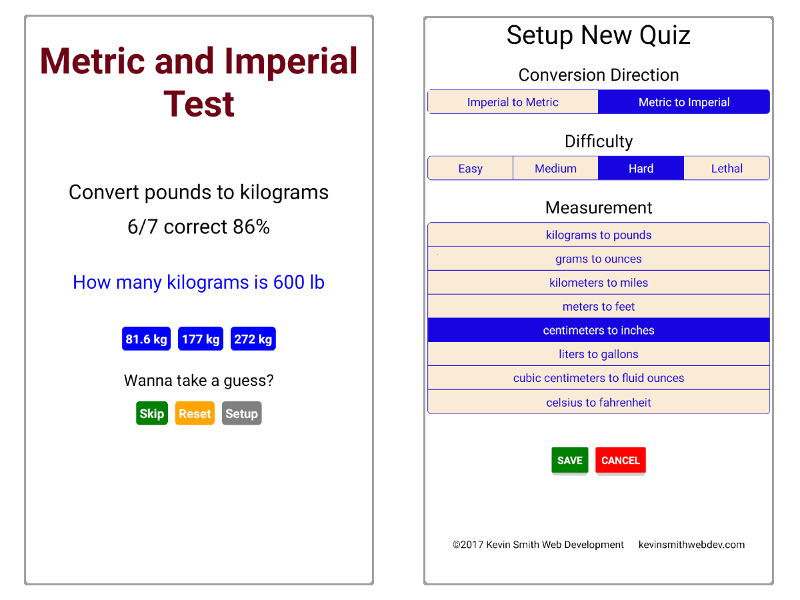 Metric and Imperial
Test
Convert pounds to kilograms
6/7 correct 86%
How many kilograms is 600 lb
81.6 kg 177 kg 272 kg
Wanna take a guess?
Skip Reset Setup
Setup New Quiz
Conversion Direction
Imperial to Metric Metric to Imperial
Difficulty
Easy Medium Hard Lethal
Measurement
kilograms to pounds
grams to ounces
kilometers to miles
meters to feet
centimeters to inches
liters to gallons
cubic centimeters to fluid ounces
celsius to fahrenheit
SAVE CANCEL
©2017 Kevin Smith Web Development kevinsmithwebdev.com